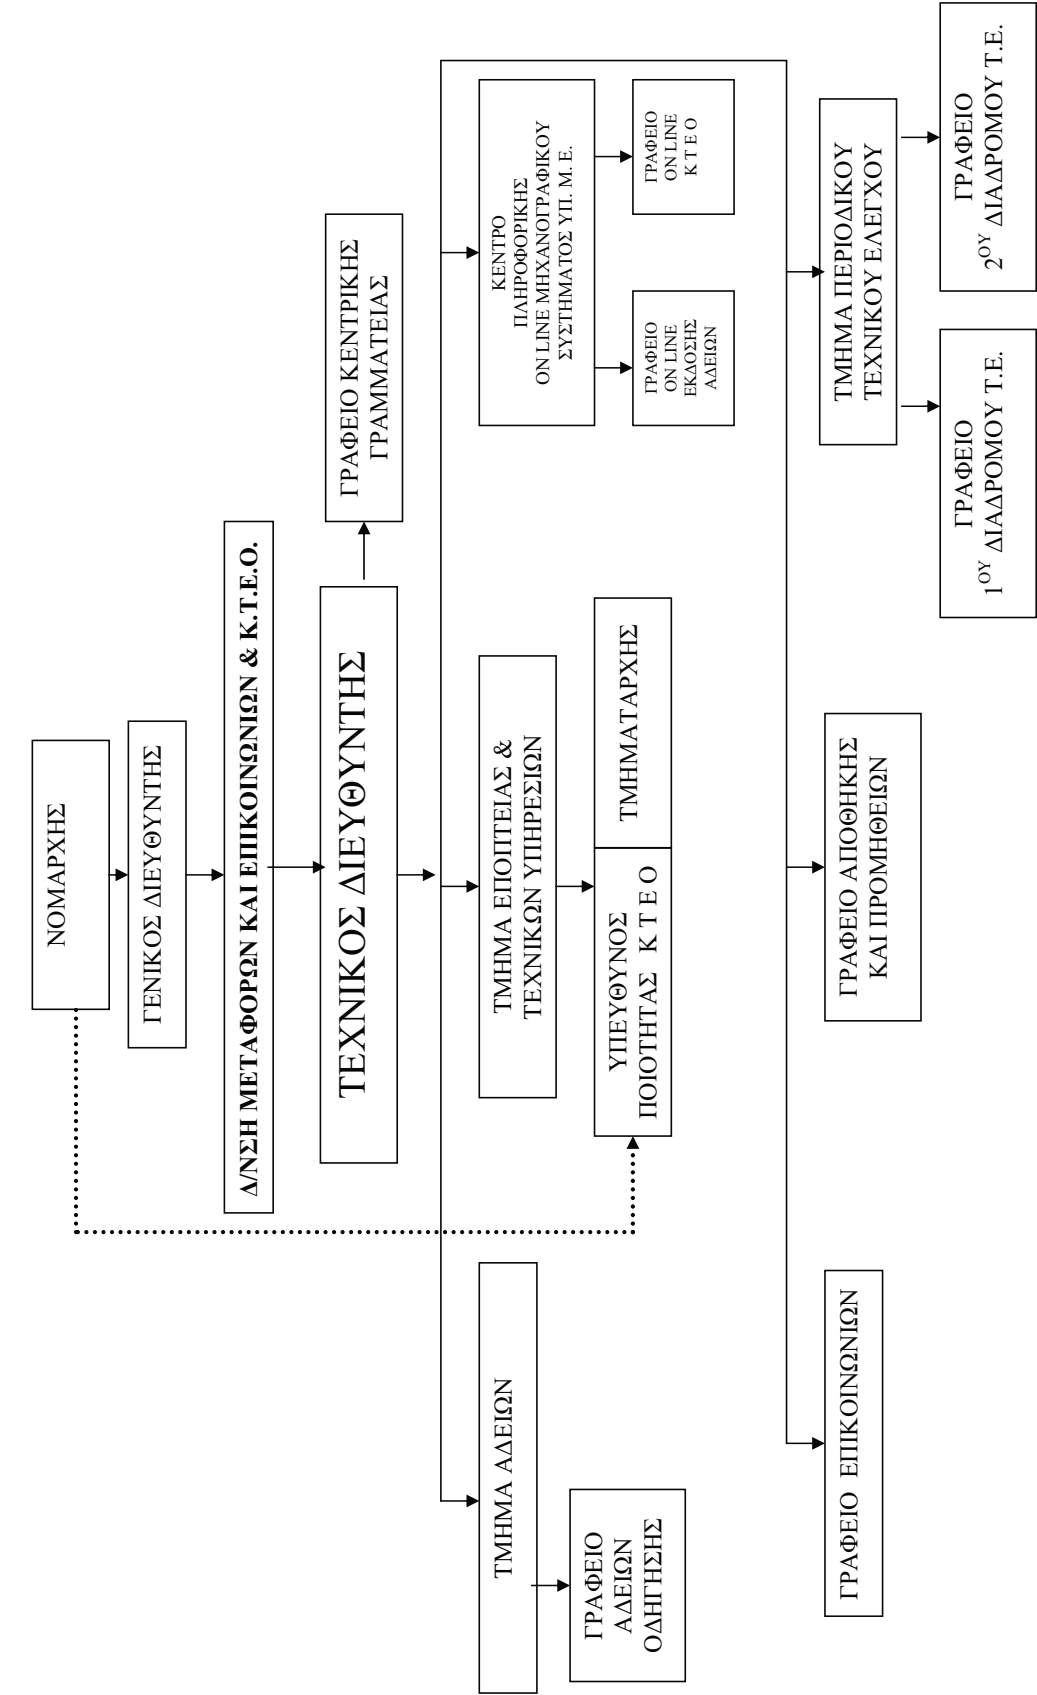 ΝΟΜΑΡΧΗΣ
ΓΕΝΙΚΟΣ ΔΙΕΥΘΥΝΤΗΣ
Δ/ΝΣΗ ΜΕΤΑΦΟΡΩΝ ΚΑΙ ΕΠΙΚΟΙΝΩΝΙΩΝ & Κ.Τ.Ε.Ο.
ΤΕΧΝΙΚΟΣ ΔΙΕΥΘΥΝΤΗΣ
ΓΡΑΦΕΙΟ ΚΕΝΤΡΙΚΗΣ
ΓΡΑΜΜΑΤΕΙΑΣ
ΤΜΗΜΑ ΑΔΕΙΩΝ
ΓΡΑΦΕΙΟ
ΑΔΕΙΩΝ
ΟΔΗΓΗΣΗΣ
ΤΜΗΜΑ ΕΠΟΠΤΕΙΑΣ &
ΤΕΧΝΙΚΩΝ ΥΠΗΡΕΣΙΩΝ
ΥΠΕΥΘΥΝΟΣ
ΠΟΙΟΤΗΤΑΣ Κ Τ Ε Ο
ΤΜΗΜΑΤΑΡΧΗΣ
ΚΕΝΤΡΟ
ΠΛΗΡΟΦΟΡΙΚΗΣ
ON LINE ΜΗΧΑΝΟΓΡΑΦΙΚΟΥ
ΣΥΣΤΗΜΑΤΟΣ ΥΠ. Μ. Ε.
ΓΡΑΦΕΙΟ
ON LINE
ΕΚΔΟΣΗΣ
ΑΔΕΙΩΝ
ΓΡΑΦΕΙΟ
ON LINE
Κ Τ Ε Ο
ΓΡΑΦΕΙΟ ΕΠΙΚΟΙΝΩΝΙΩΝ
ΓΡΑΦΕΙΟ ΑΠΟΘΗΚΗΣ
ΚΑΙ ΠΡΟΜΗΘΕΙΩΝ
ΤΜΗΜΑ ΠΕΡΙΟΔΙΚΟΥ
ΤΕΧΝΙΚΟΥ ΕΛΕΓΧΟΥ
ΓΡΑΦΕΙΟ
1ΟΥ ΔΙΑΔΡΟΜΟΥ Τ.Ε.
ΓΡΑΦΕΙΟ
2ΟΥ ΔΙΑΔΡΟΜΟΥ Τ.Ε.